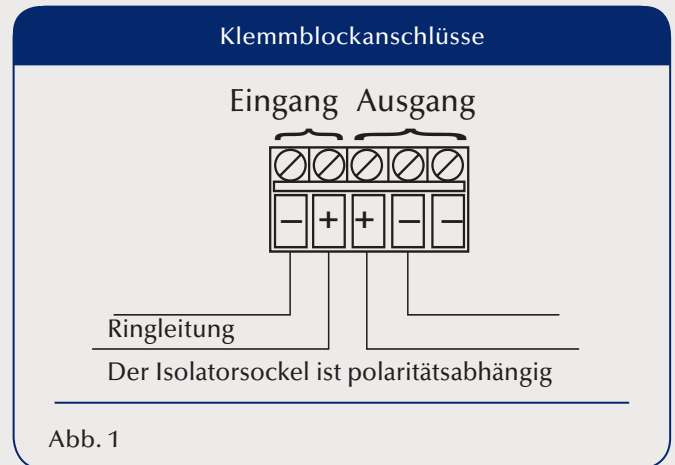 Klemmblockanschlüsse
Eingang Ausgang
− + + − −
Ringleitung
Der Isolatorsockel ist polaritätsabhängig
Abb. 1